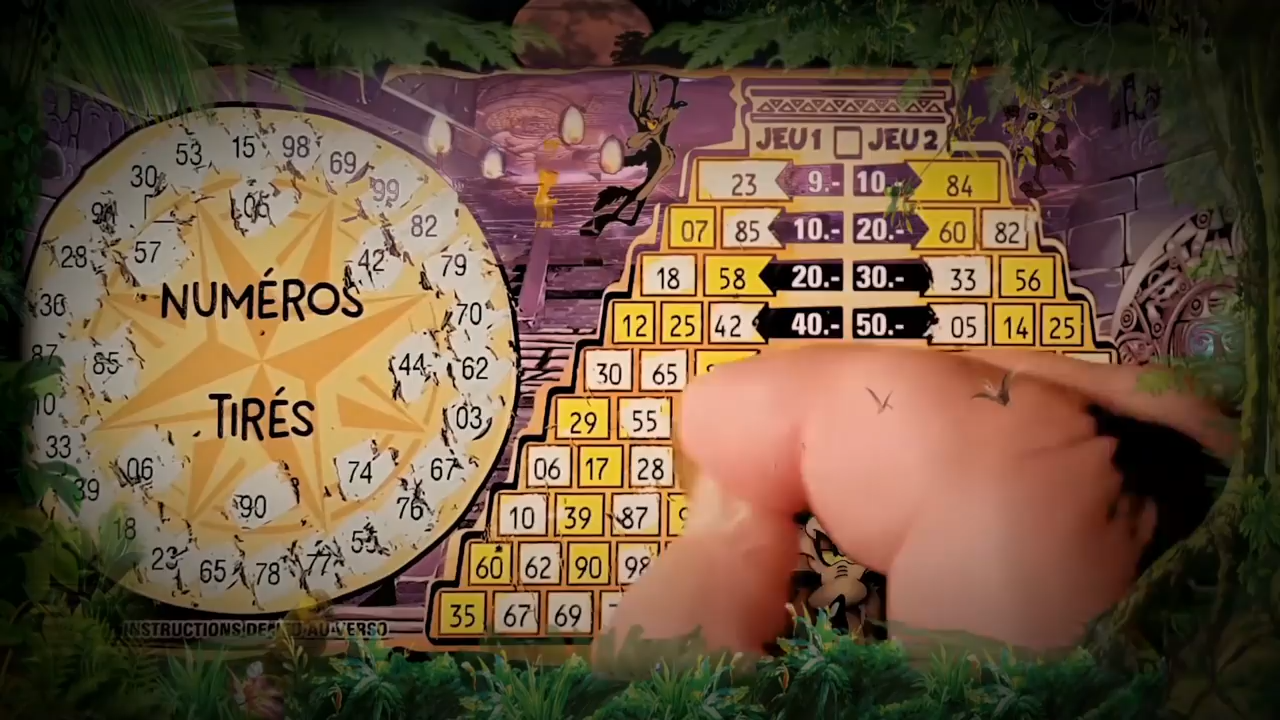 JEU 1 JEU 2
23 9.- 10.- 84
07 85 10.- 20.- 60 82
18 58 20.- 30.- 33 56
12 25 42 40.- 50.- 05 14 25
30 65
29 55
06 17 28
10 39 87
60 62 90 98
35 67 69
15 98
53 69
30 99
06
82
28 57 42 79
NUMÉROS
36 70
87 85 44 62
10 TIRÉS 03
33 06 74 67
39 90 76
18
23 65 78 77
INSTRUCTIONS AU VERSO